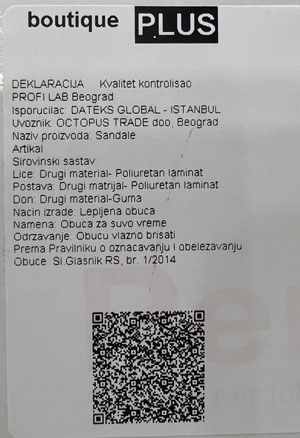 boutique PLUS
DEKLARACIJA Kvalitet kontrolisao
PROFI LAB Beograd
Isporucilac: DATEKS GLOBAL - ISTANBUL
Uvoznik: OCTOPUS TRADE doo, Beograd
Naziv proizvoda: Sandale
Artikal
Sirovinski sastav:
Lice: Drugi material- Poliuretan laminat
Postava: Drugi matrijal- Poliuretan laminat
Don: Drugi material-Guma
Nacin izrade: Lepljena obuca
Namena: Obuca za suvo vreme
Odrzavanje: Obucu vlazno brisati
Prema Pravilniku o oznacavanju I obelezavanju
Obuce Sl.Glasnik RS, br. 1/2014